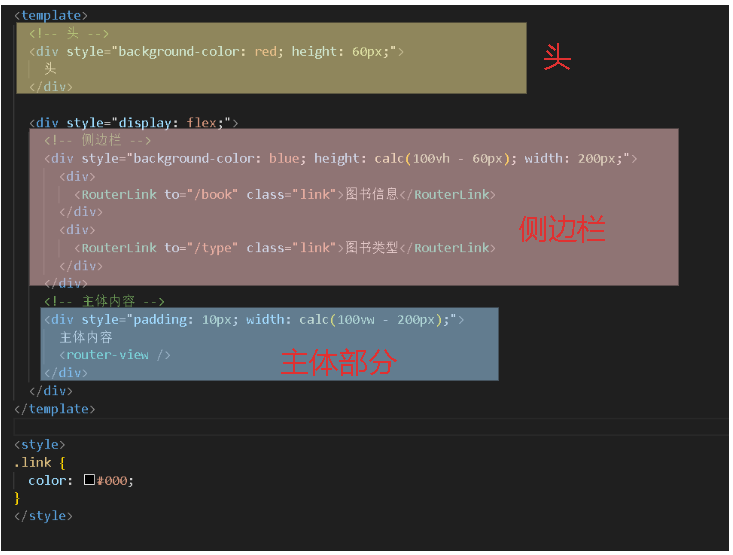 <template>
<!-- 头 -->
<div style="background-color: red; height: 60px;">
头
头
</div>
<div style="display: flex;">
<!-- 侧边栏 -->
<div style="background-color: blue; height: calc(100vh - 60px); width: 200px;">
<div>
<RouterLink to="/book" class="link">图书信息</RouterLink>
</div>
<div>
侧边栏
<RouterLink to="/type" class="link">图书类型</RouterLink>
</div>
</div>
<!-- 主体内容 -->
<div style="padding: 10px; width: calc(100vw - 200px);">
主体内容
<router-view />
主体部分
</div>
</div>
</template>
<style>
.link {
color: #000;
}
</style>